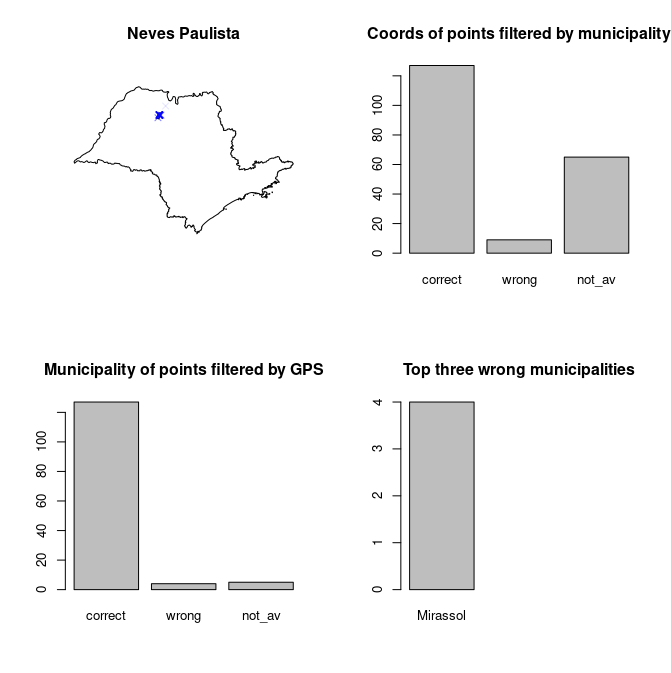 Neves Paulista
Coords of points filtered by municipality
100
80
60
40
20
0
correct wrong not_av
Municipality of points filtered by GPS
100
80
60
40
20
0
correct wrong not_av
Top three wrong municipalities
4
3
2
1
0
Mirassol